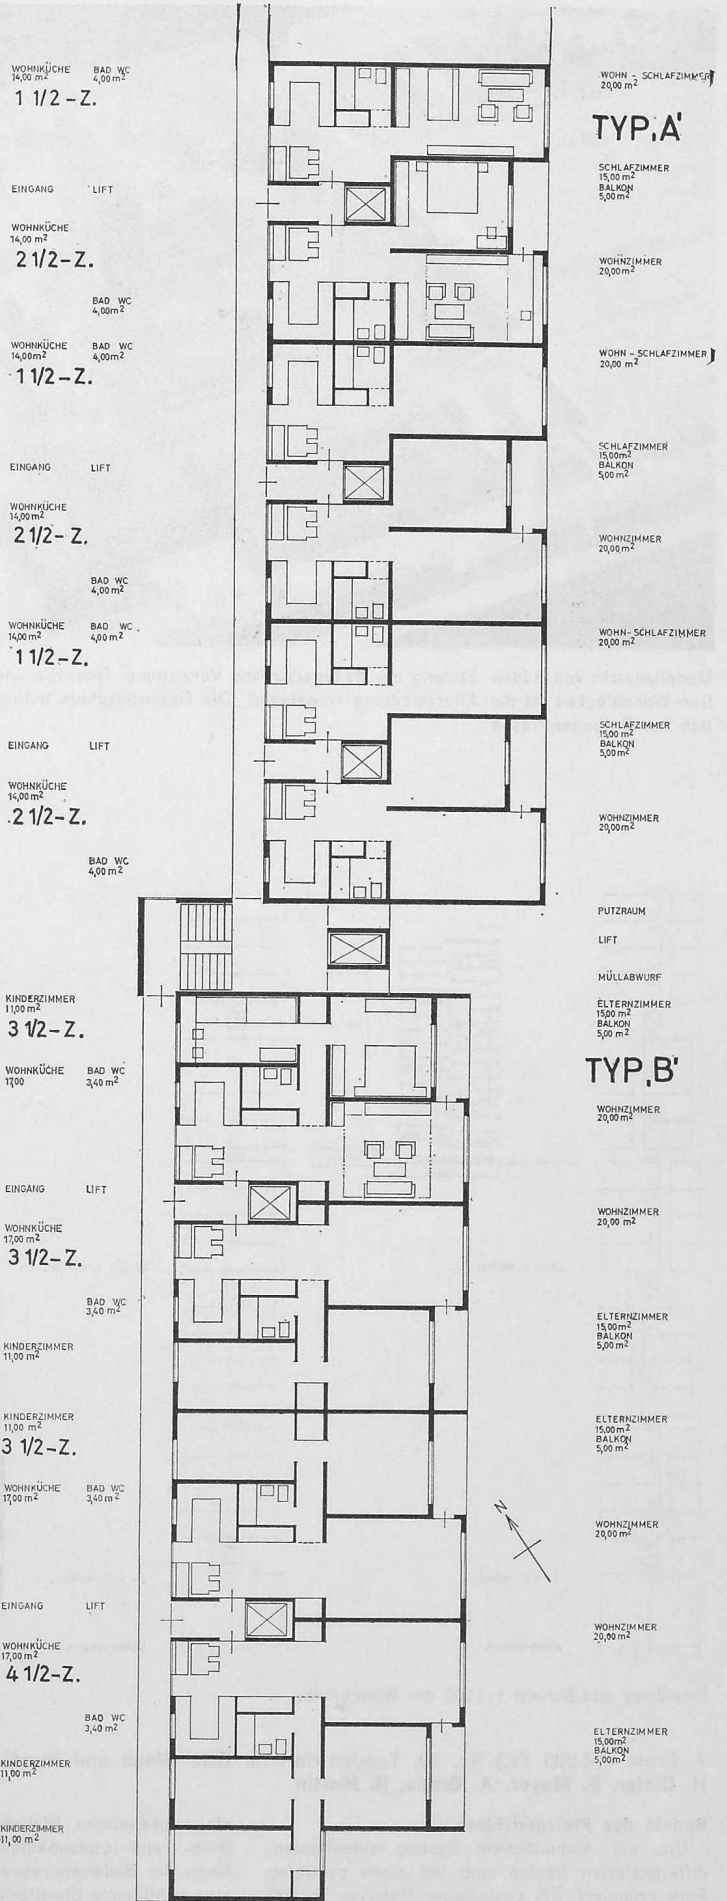 WOHNKÜCHE BAD WC
14,00 m² 4,00 m²
1 1/2-Z.
WOHN - SCHLAFZIMMER
20,00 m²
TYP,A'
SCHLAFZIMMER
15,00 m²
BALKON
5,00 m²
EINGANG LIFT
WOHNKÜCHE
14,00 m²
2 1/2-Z.
WOHNZIMMER
20,00 m²
BAD WC
4,00 m²
WOHNKÜCHE BAD WC
14,00 m² 4,00 m²
1 1/2-Z.
WOHN - SCHLAFZIMMER
20,00 m²
SCHLAFZIMMER
15,00 m²
BALKON
5,00 m²
EINGANG LIFT
WOHNKÜCHE
14,00 m²
2 1/2-Z.
WOHNZIMMER
20,00 m²
BAD WC
4,00 m²
WOHNKÜCHE BAD WC
14,00 m² 4,00 m²
1 1/2-Z.
WOHN-SCHLAFZIMMER
20,00 m²
SCHLAFZIMMER
15,00 m²
BALKON
5,00 m²
EINGANG LIFT
WOHNKÜCHE
14,00 m²
2 1/2-Z.
WOHNZIMMER
20,00 m²
BAD WC
4,00 m²
PUTZRAUM
LIFT
MÜLLABWURF
KINDERZIMMER
11,00 m²
3 1/2-Z.
ELTERNZIMMER
15,00 m²
BALKON
5,00 m²
TYP,B'
WOHNKÜCHE BAD WC
17,00 3,40 m²
WOHNZIMMER
20,00 m²
EINGANG LIFT
WOHNZIMMER
20,00 m²
WOHNKÜCHE
17,00 m²
3 1/2-Z.
BAD WC
3,40 m²
ELTERNZIMMER
15,00 m²
BALKON
5,00 m²
KINDERZIMMER
11,00 m²
KINDERZIMMER
11,00 m²
3 1/2-Z.
ELTERNZIMMER
15,00 m²
BALKON
5,00 m²
WOHNKÜCHE BAD WC
17,00 m² 3,40 m²
N
WOHNZIMMER
20,00 m²
EINGANG LIFT
WOHNZIMMER
20,00 m²
WOHNKÜCHE
17,00 m²
4 1/2-Z.
BAD WC
3,40 m²
ELTERNZIMMER
15,00 m²
BALKON
5,00 m²
KINDERZIMMER
11,00 m²
KINDERZIMMER
11,00 m²